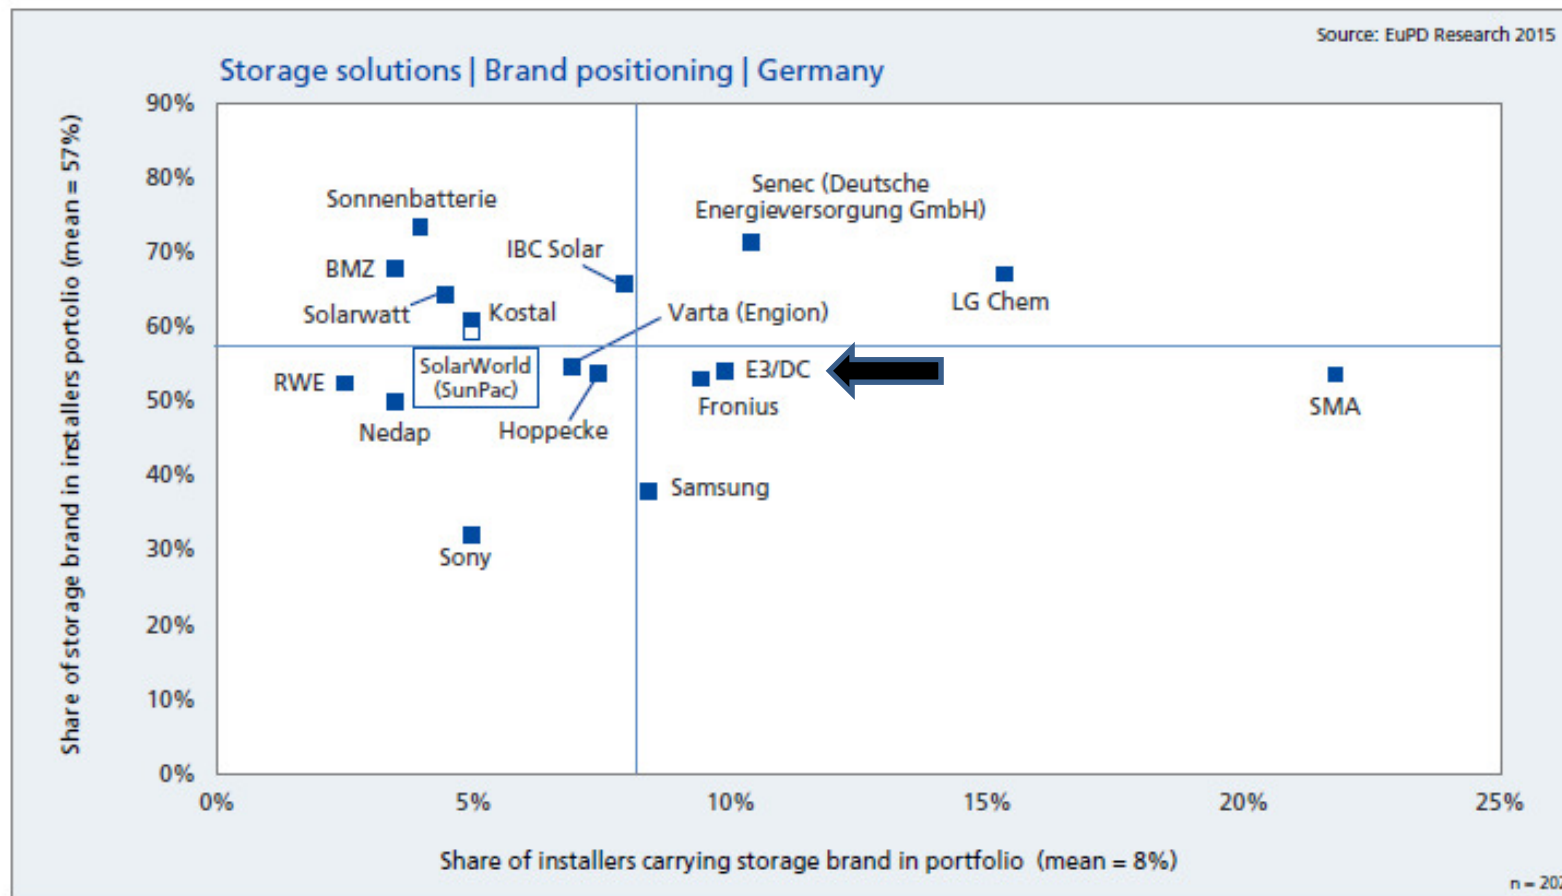 Source: EuPD Research 2015
Storage solutions | Brand positioning | Germany
Share of storage brand in installers portolio (mean = 57%)
90%
80%
70%
60%
50%
40%
30%
20%
10%
0%
Sonnenbatterie
BMZ
Solarwatt
IBC Solar
Kostal
Senec (Deutsche
Energieversorgung GmbH)
LG Chem
Varta (Engion)
SolarWorld
(SunPac)
RWE
Nedap
Hoppecke
E3/DC
Fronius
SMA
Samsung
Sony
0%
5%
10%
15%
20%
25%
Share of installers carrying storage brand in portfolio (mean = 8%)
n = 202